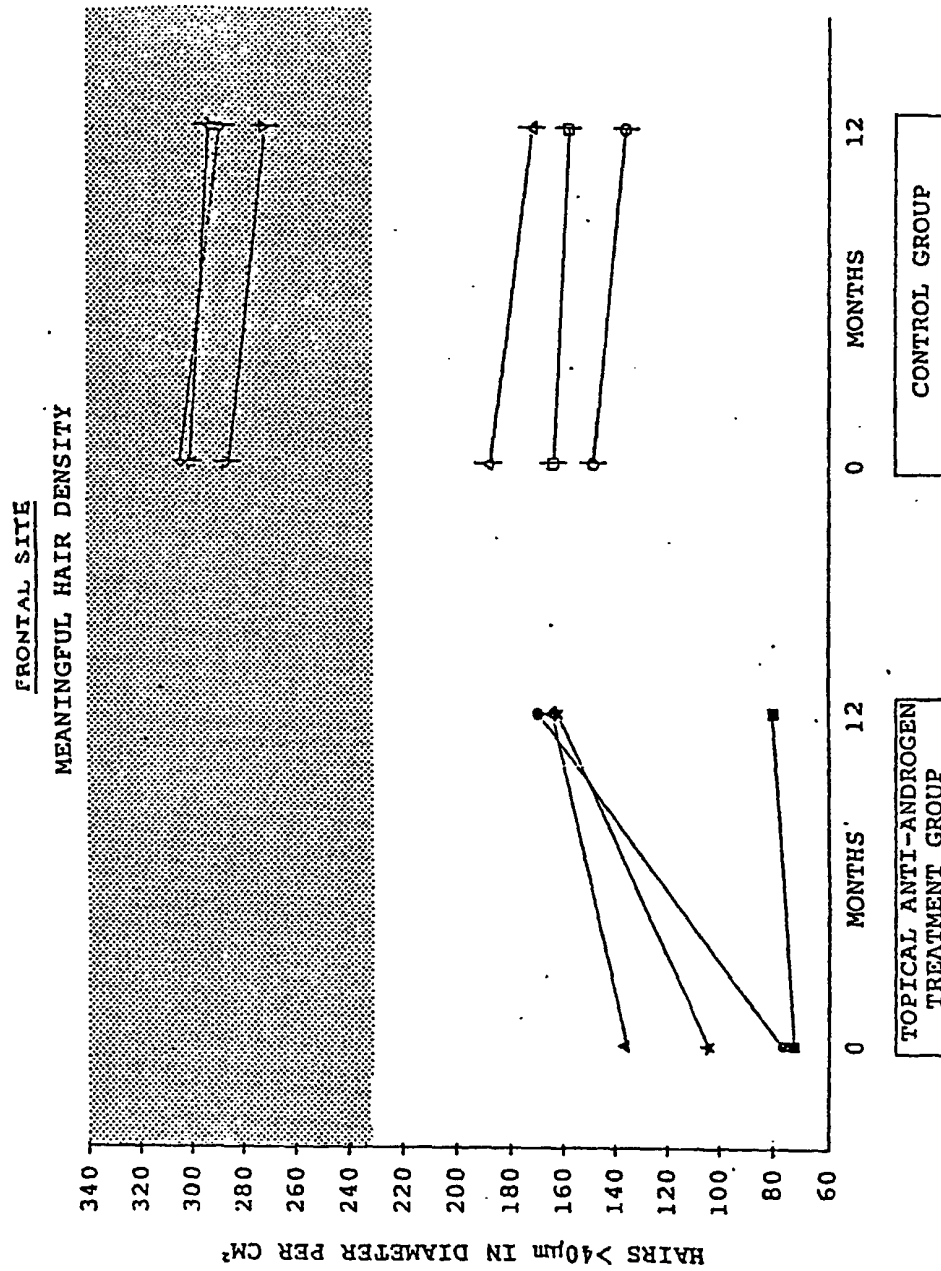 FRONTAL SITE
MEANINGFUL HAIR DENSITY
HAIRS >40µm IN DIAMETER PER CM²
340
320
300
280
260
240
220
200
180
160
140
120
100
80
60
0 MONTHS 12
0 MONTHS 12
TOPICAL ANTI-ANDROGEN
TREATMENT GROUP
CONTROL GROUP